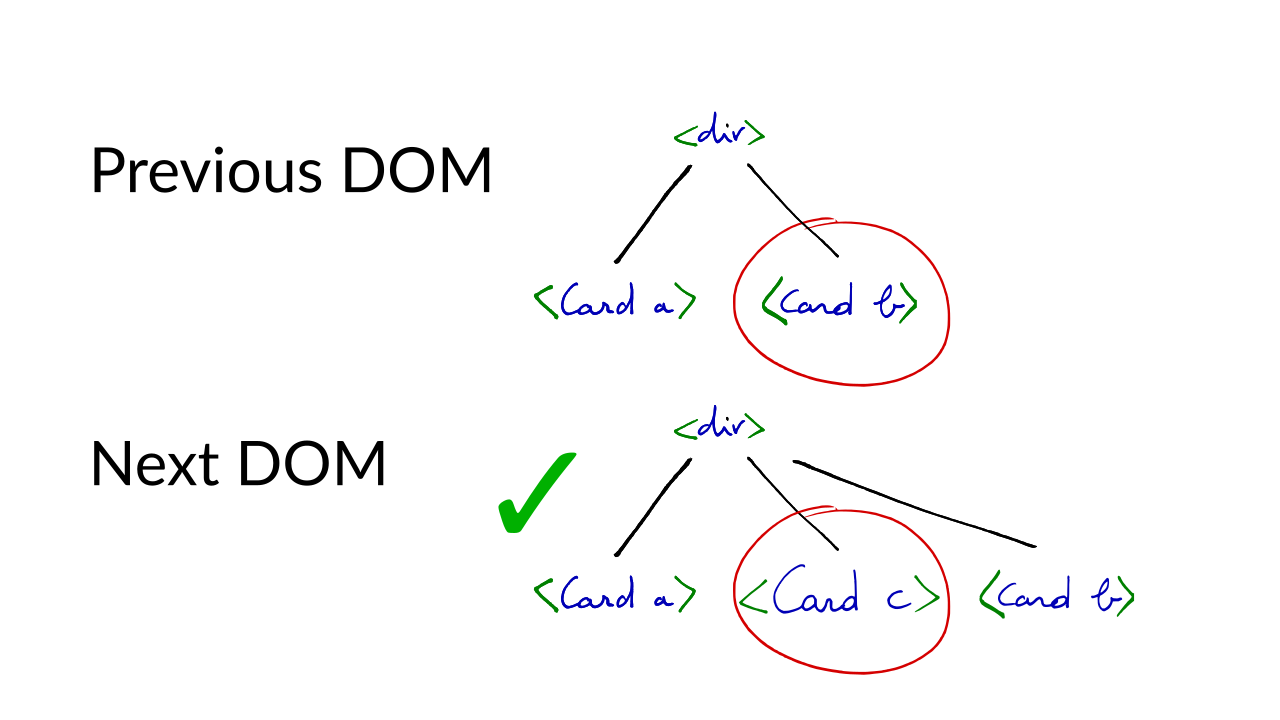 <div>
Previous DOM
<Card a> <Card b>
<div>
Next DOM
<Card a> <Card c> <Card b>